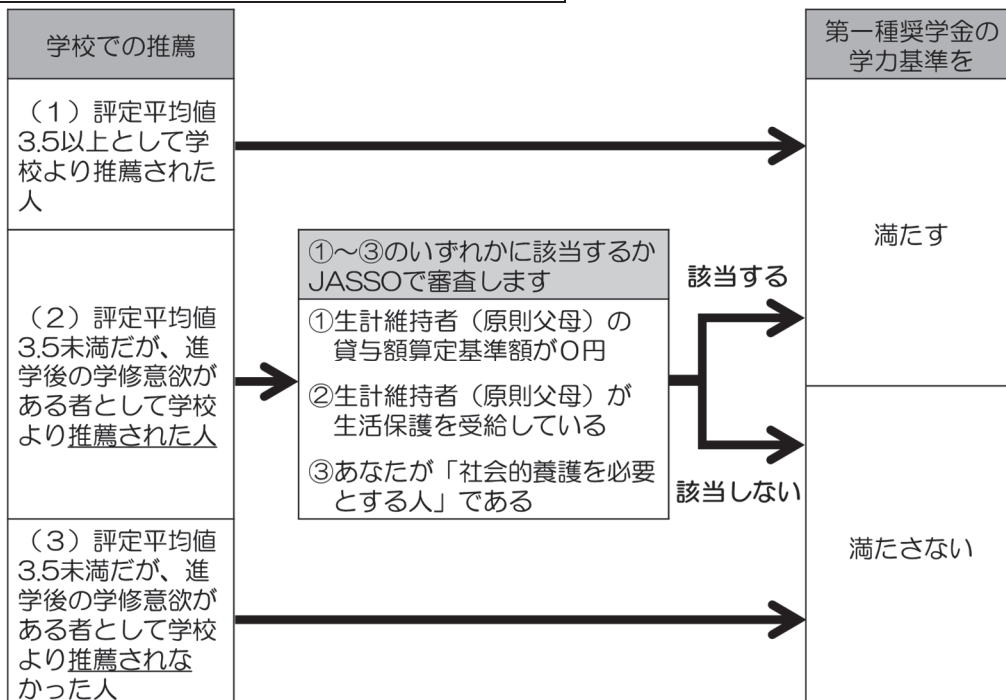 学校での推薦
（1）評定平均値
3.5以上として学
校より推薦された
人
（2）評定平均値
3.5未満だが、進
学後の学修意欲が
ある者として学校
より推薦された人
（3）評定平均値
3.5未満だが、進
学後の学修意欲が
ある者として学校
より推薦されな
かった人
①～③のいずれかに該当するか
JASSOで審査します
①生計維持者（原則父母）の
貸与額算定基準額が0円
②生計維持者（原則父母）が
生活保護を受給している
③あなたが「社会的養護を必要
とする人」である
該当する
該当しない
第一種奨学金の
学力基準を
満たす
満たさない